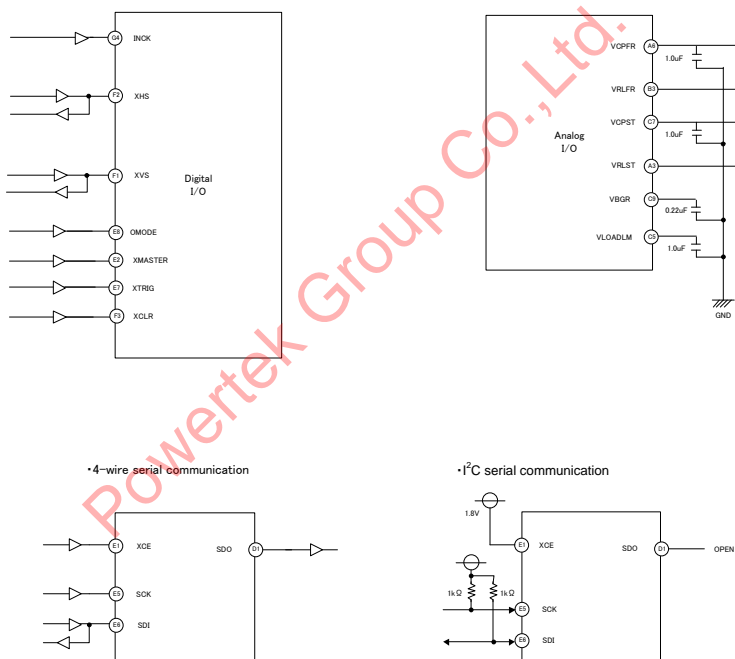 G4 INCK
F2 XHS
F1 XVS
Digital
I/O
E8 OMODE
E2 XMASTER
E7 XTRIG
F3 XCLR
VCPFR A6
1.0uF
VRLFR B3
VCPST C7
1.0uF
Analog
I/O
VRLST A3
VBGR C9
0.22uF
VLOADLM C5
1.0uF
GND
Powertek Group Co.,Ltd.
・4-wire serial communication
E1 XCE
SDO D1
E5 SCK
E6 SDI
・I²C serial communication
1.8V
E1 XCE
SDO D1 OPEN
1kΩ 1kΩ
E5 SCK
E6 SDI